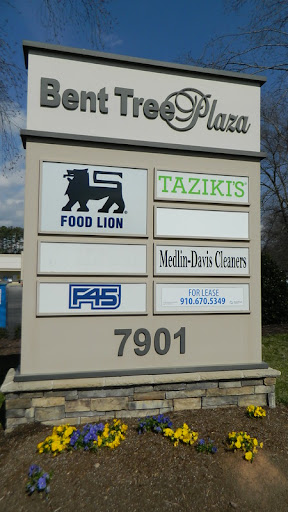 Bent Tree Plaza
FOOD LION
TAZIKI'S
Medlin-Davis Cleaners
F45
FOR LEASE
910.670.5349
7901